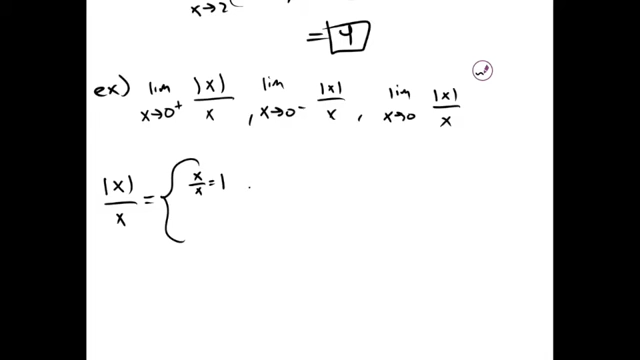 x→2
= 4
ex) lim x→0⁺ |x|/x , lim x→0⁻ |x|/x , lim x→0 |x|/x
|x|/x = { x/x = 1